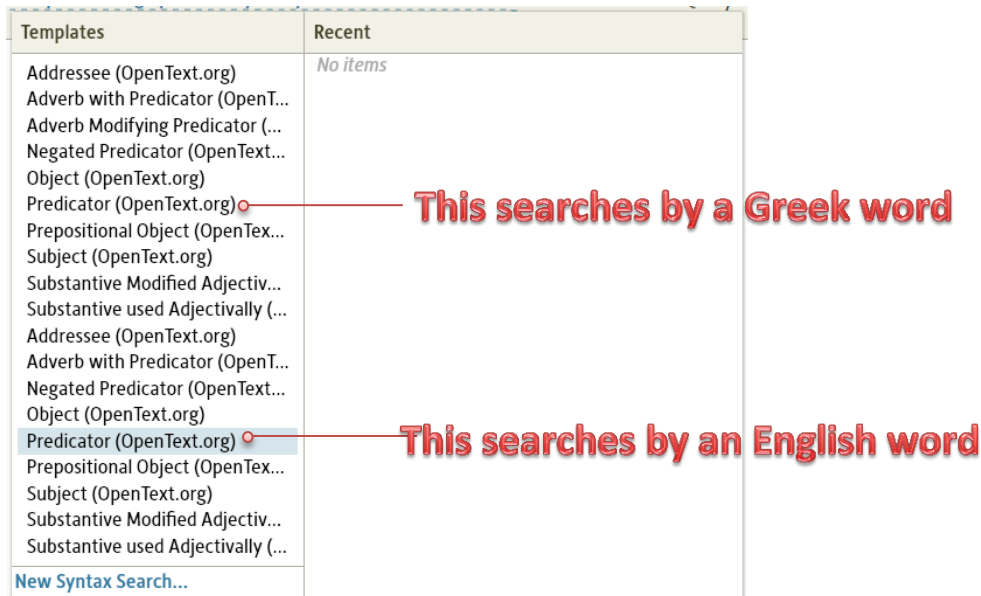 Templates
Recent
No items
Addressee (OpenText.org)
Adverb with Predicator (OpenT...
Adverb Modifying Predicator (...
Negated Predicator (OpenText...
Object (OpenText.org)
Predicator (OpenText.org)
This searches by a Greek word
Prepositional Object (OpenTex...
Subject (OpenText.org)
Substantive Modified Adjectiv...
Substantive used Adjectivally (...
Addressee (OpenText.org)
Adverb with Predicator (OpenT...
Negated Predicator (OpenText...
Object (OpenText.org)
Predicator (OpenText.org)
This searches by an English word
Prepositional Object (OpenTex...
Subject (OpenText.org)
Substantive Modified Adjectiv...
Substantive used Adjectivally (...
New Syntax Search...